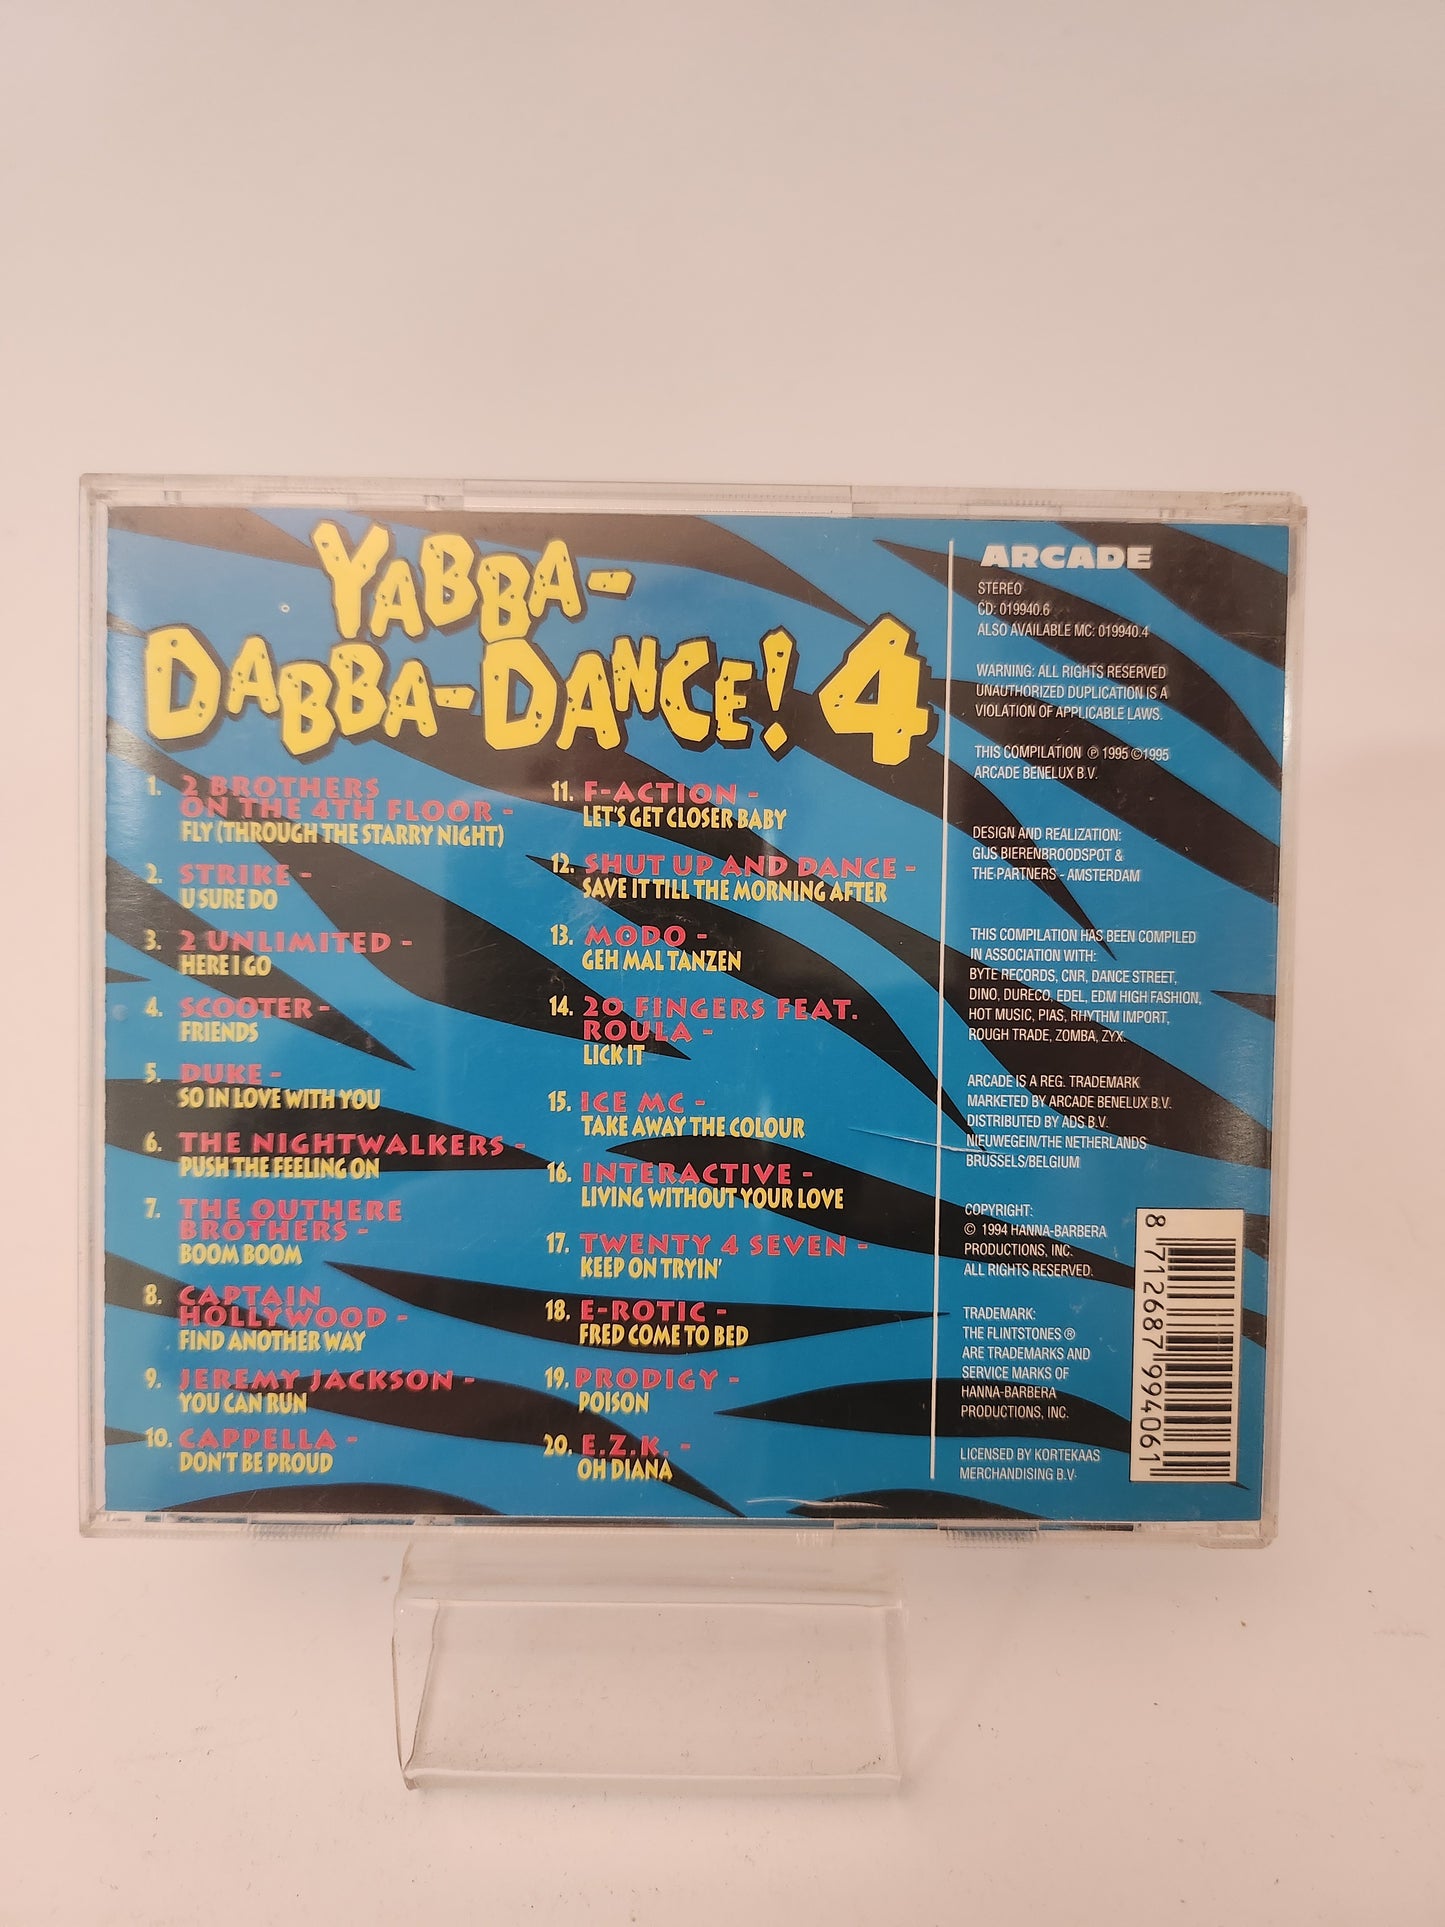 YABBA-
DABBA-DANCE! 4
1. 2 BROTHERS
ON THE 4TH FLOOR -
FLY (THROUGH THE STARRY NIGHT)
2. STRIKE -
U SURE DO
3. 2 UNLIMITED -
HERE I GO
4. SCOOTER -
FRIENDS
5. DUKE -
SO IN LOVE WITH YOU
6. THE NIGHTWALKERS -
PUSH THE FEELING ON
7. THE OUTHERE
BROTHERS -
BOOM BOOM
8. CAPTAIN
HOLLYWOOD -
FIND ANOTHER WAY
9. JEREMY JACKSON -
YOU CAN RUN
10. CAPPELLA -
DON'T BE PROUD
11. F-ACTION -
LET'S GET CLOSER BABY
12. SHUT UP AND DANCE -
SAVE IT TILL THE MORNING AFTER
13. MODO -
GEH MAL TANZEN
14. 20 FINGERS FEAT.
ROULA -
LICK IT
15. ICE MC -
TAKE AWAY THE COLOUR
16. INTERACTIVE -
LIVING WITHOUT YOUR LOVE
17. TWENTY 4 SEVEN -
KEEP ON TRYIN'
18. E-ROTIC -
FRED COME TO BED
19. PRODIGY -
POISON
20. E.Z.K. -
OH DIANA
ARCADE
STEREO
CD: 019940.6
ALSO AVAILABLE MC: 019940.4
WARNING: ALL RIGHTS RESERVED
UNAUTHORIZED DUPLICATION IS A
VIOLATION OF APPLICABLE LAWS.
THIS COMPILATION ℗ 1995 ©1995
ARCADE BENELUX B.V.
DESIGN AND REALIZATION:
GIJS BIERENBROODSPOT &
THE PARTNERS - AMSTERDAM
THIS COMPILATION HAS BEEN COMPILED
IN ASSOCIATION WITH:
BYTE RECORDS, CNR, DANCE STREET,
DINO, DURECO, EDEL, EDM HIGH FASHION,
HOT MUSIC, PIAS, RHYTHM IMPORT,
ROUGH TRADE, ZOMBA, ZYX.
ARCADE IS A REG. TRADEMARK
MARKETED BY ARCADE BENELUX B.V.
DISTRIBUTED BY ADS B.V.
NIEUWEGEIN/THE NETHERLANDS
BRUSSELS/BELGIUM
COPYRIGHT:
© 1994 HANNA-BARBERA
PRODUCTIONS, INC.
ALL RIGHTS RESERVED.
TRADEMARK:
THE FLINTSTONES ®
ARE TRADEMARKS AND
SERVICE MARKS OF
HANNA-BARBERA
PRODUCTIONS, INC.
LICENSED BY KORTEKAAS
MERCHANDISING B.V.
8 712687 994061